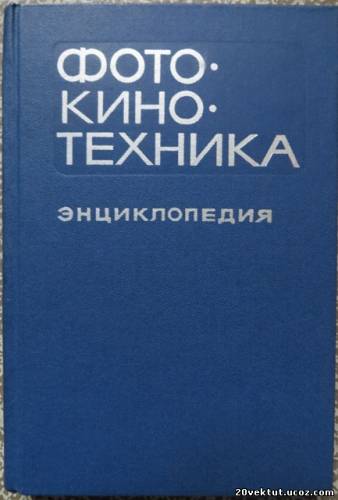 ФОТО·
КИНО·
ТЕХНИКА
ЭНЦИКЛОПЕДИЯ
20vektut.ucoz.com